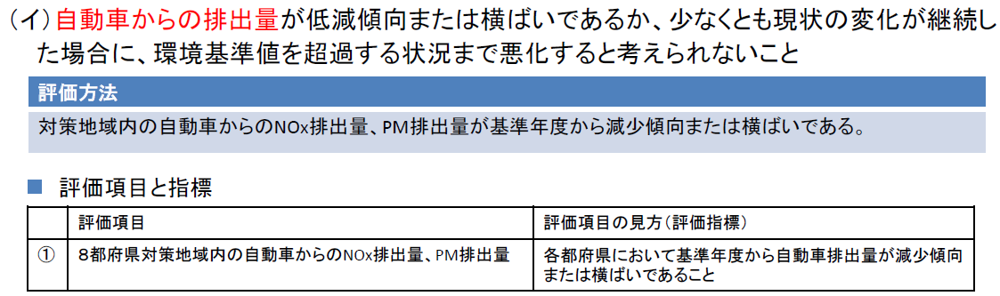 （イ）自動車からの排出量が低減傾向または横ばいであるか、少なくとも現状の変化が継続し
た場合に、環境基準値を超過する状況まで悪化すると考えられないこと
評価方法
対策地域内の自動車からのNOx排出量、PM排出量が基準年度から減少傾向または横ばいである。
■ 評価項目と指標
評価項目
評価項目の見方（評価指標）
① ８都府県対策地域内の自動車からのNOx排出量、PM排出量
各都府県において基準年度から自動車排出量が減少傾向
または横ばいであること